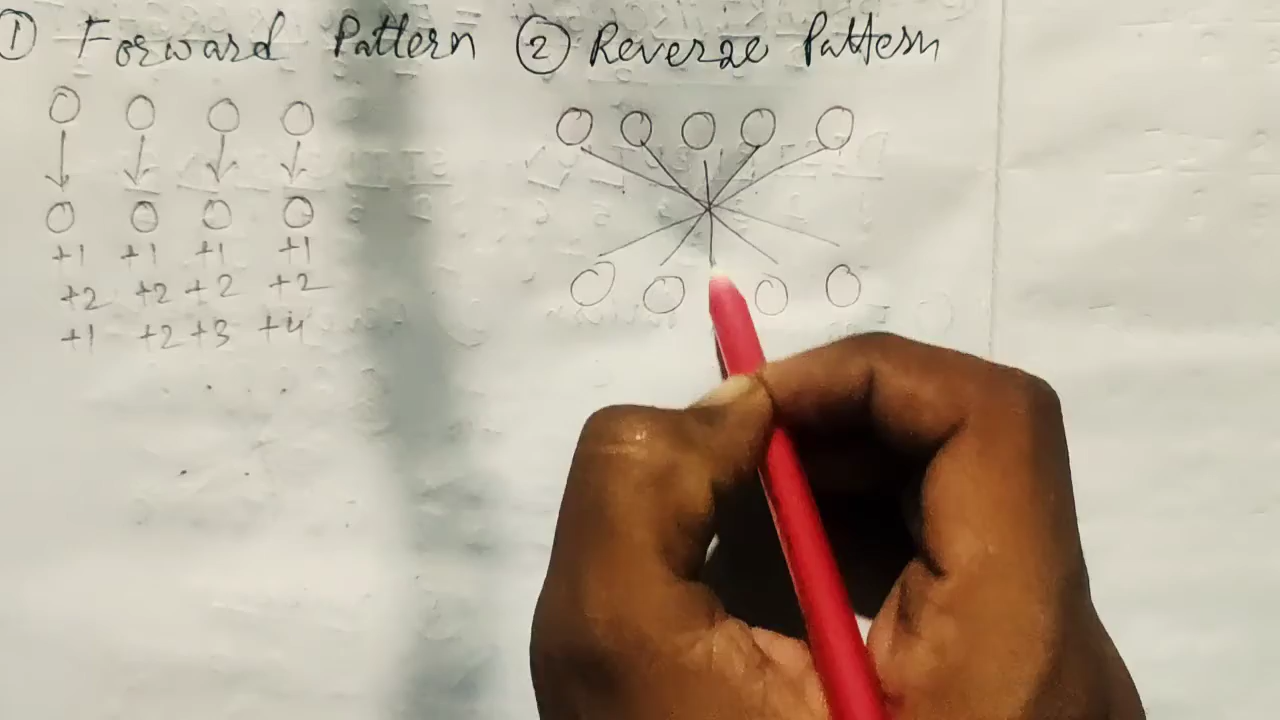 ① Forward Pattern
+1 +1 +1 +1
+2 +2 +2 +2
+1 +2 +3 +4
② Reverse Pattern